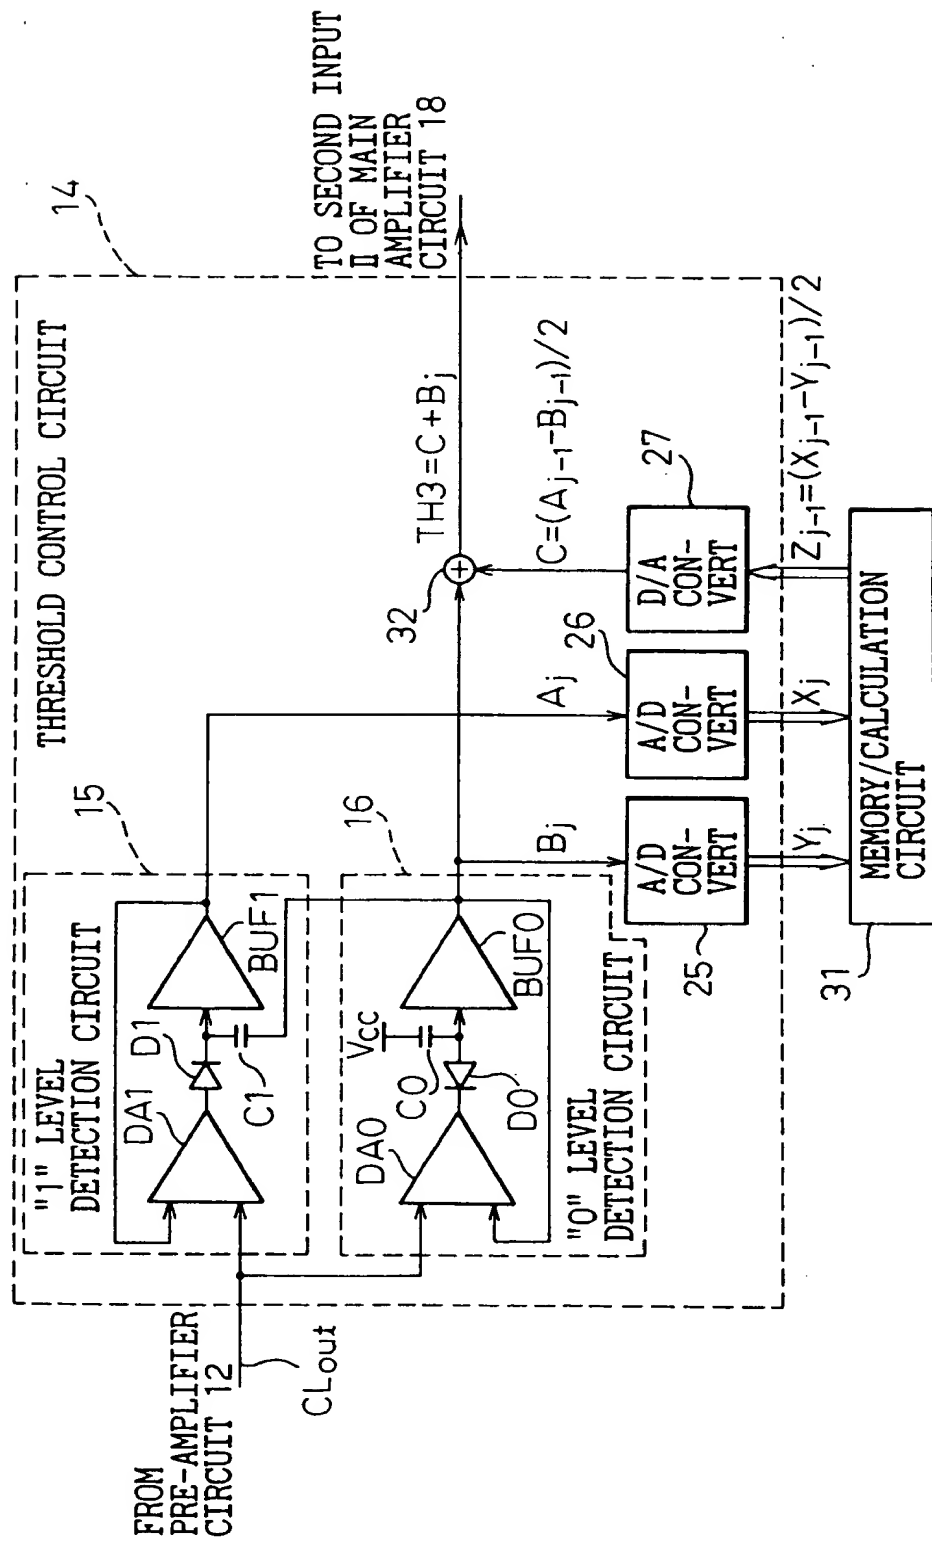 14
TO SECOND INPUT
II OF MAIN
AMPLIFIER
CIRCUIT 18
THRESHOLD CONTROL CIRCUIT
15
"1" LEVEL
DETECTION CIRCUIT
DA1
D1
C1
BUF1
16
VCC
C0
DA0
D0
BUF0
"0" LEVEL
DETECTION CIRCUIT
FROM
PRE-AMPLIFIER
CIRCUIT 12
CLout
32
TH3=C+Bj
Aj
Bj
C=(Aj-1-Bj-1)/2
25
A/D
CON-
VERT
26
A/D
CON-
VERT
27
D/A
CON-
VERT
Yj
Xj
Zj-1=(Xj-1-Yj-1)/2
31
MEMORY/CALCULATION
CIRCUIT